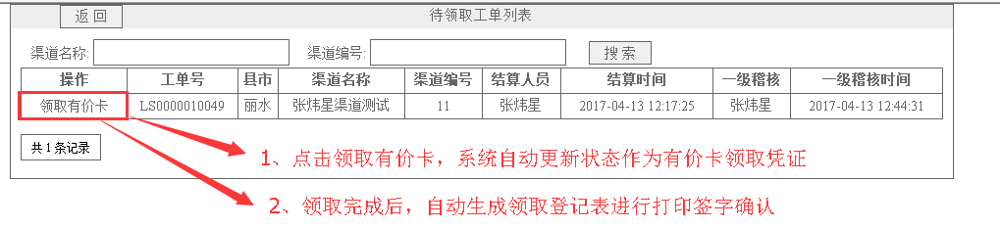 返 回 待领取工单列表
渠道名称: 渠道编号: 搜 索
操作 工单号 县市 渠道名称 渠道编号 结算人员 结算时间 一级稽核 一级稽核时间
领取有价卡 LS0000010049 丽水 张炜星渠道测试 11 张炜星 2017-04-13 12:17:25 张炜星 2017-04-13 12:44:31
共 1 条记录
1、点击领取有价卡，系统自动更新状态作为有价卡领取凭证
2、领取完成后，自动生成领取登记表进行打印签字确认